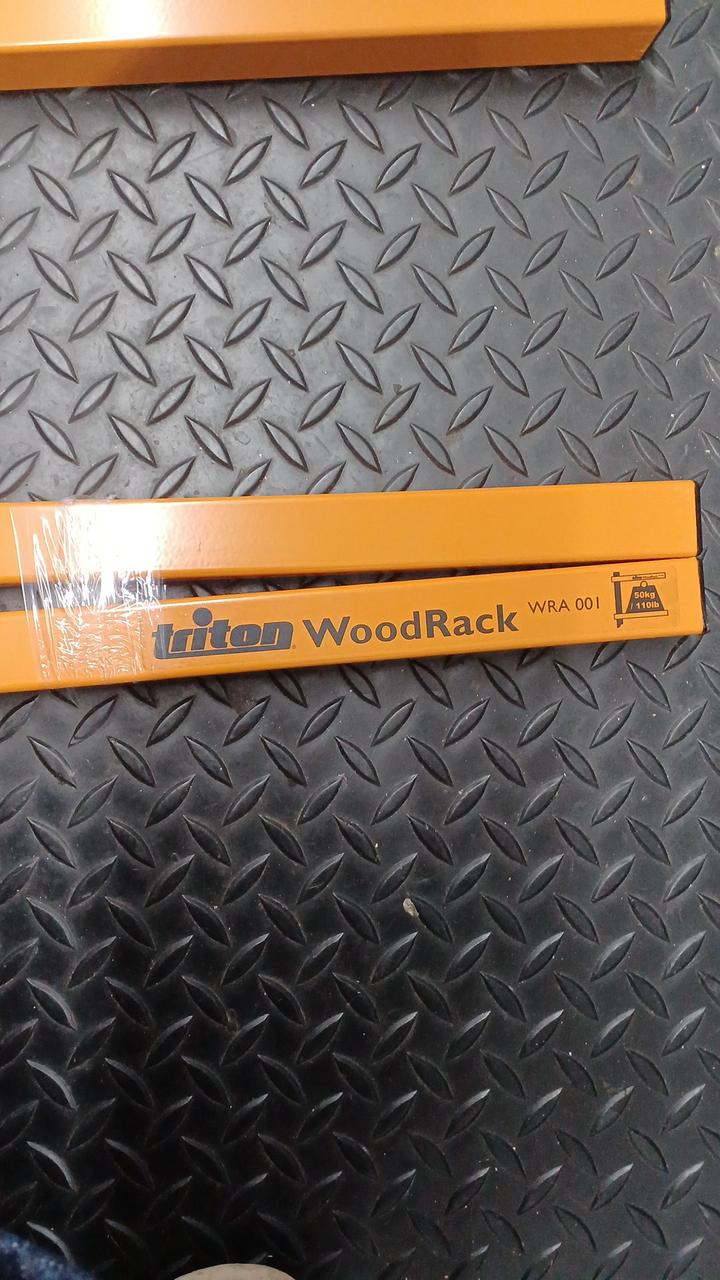 triton WoodRack WRA 001
50kg
/ 110lb